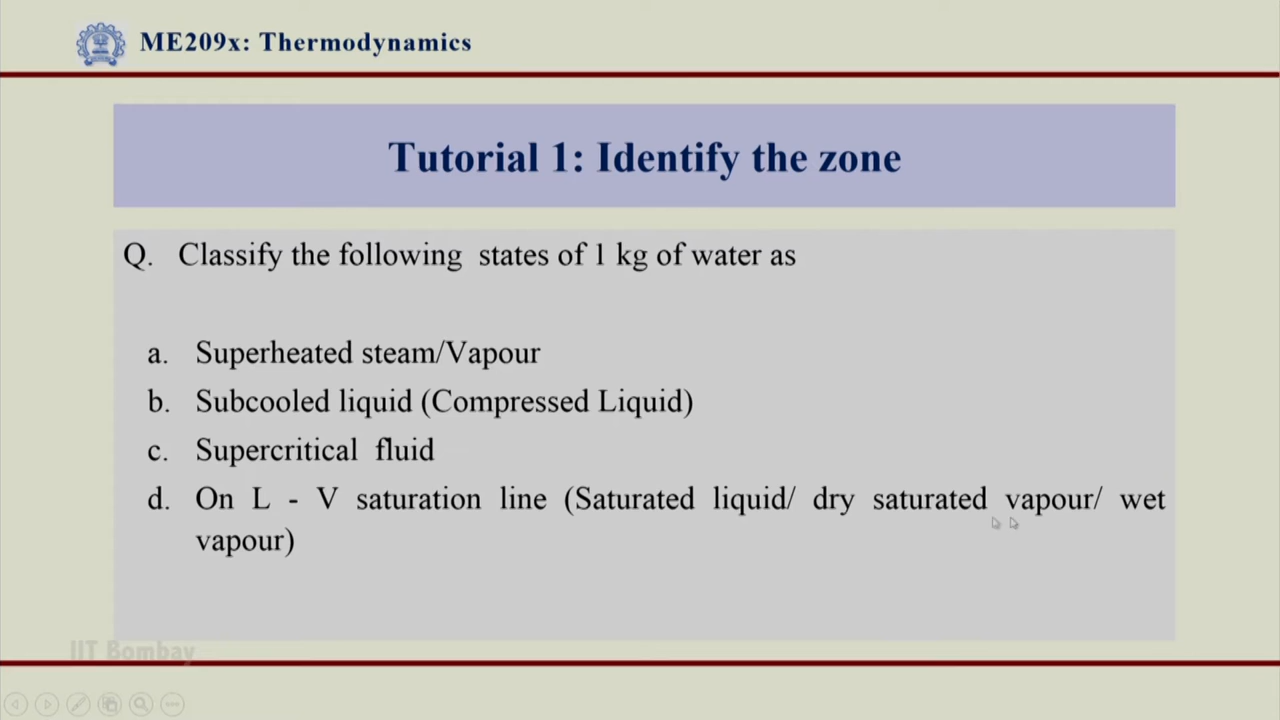 ME209x: Thermodynamics
Tutorial 1: Identify the zone
Q. Classify the following states of 1 kg of water as
a. Superheated steam/Vapour
b. Subcooled liquid (Compressed Liquid)
c. Supercritical fluid
d. On L - V saturation line (Saturated liquid/ dry saturated vapour/ wet
vapour)
IIT Bombay